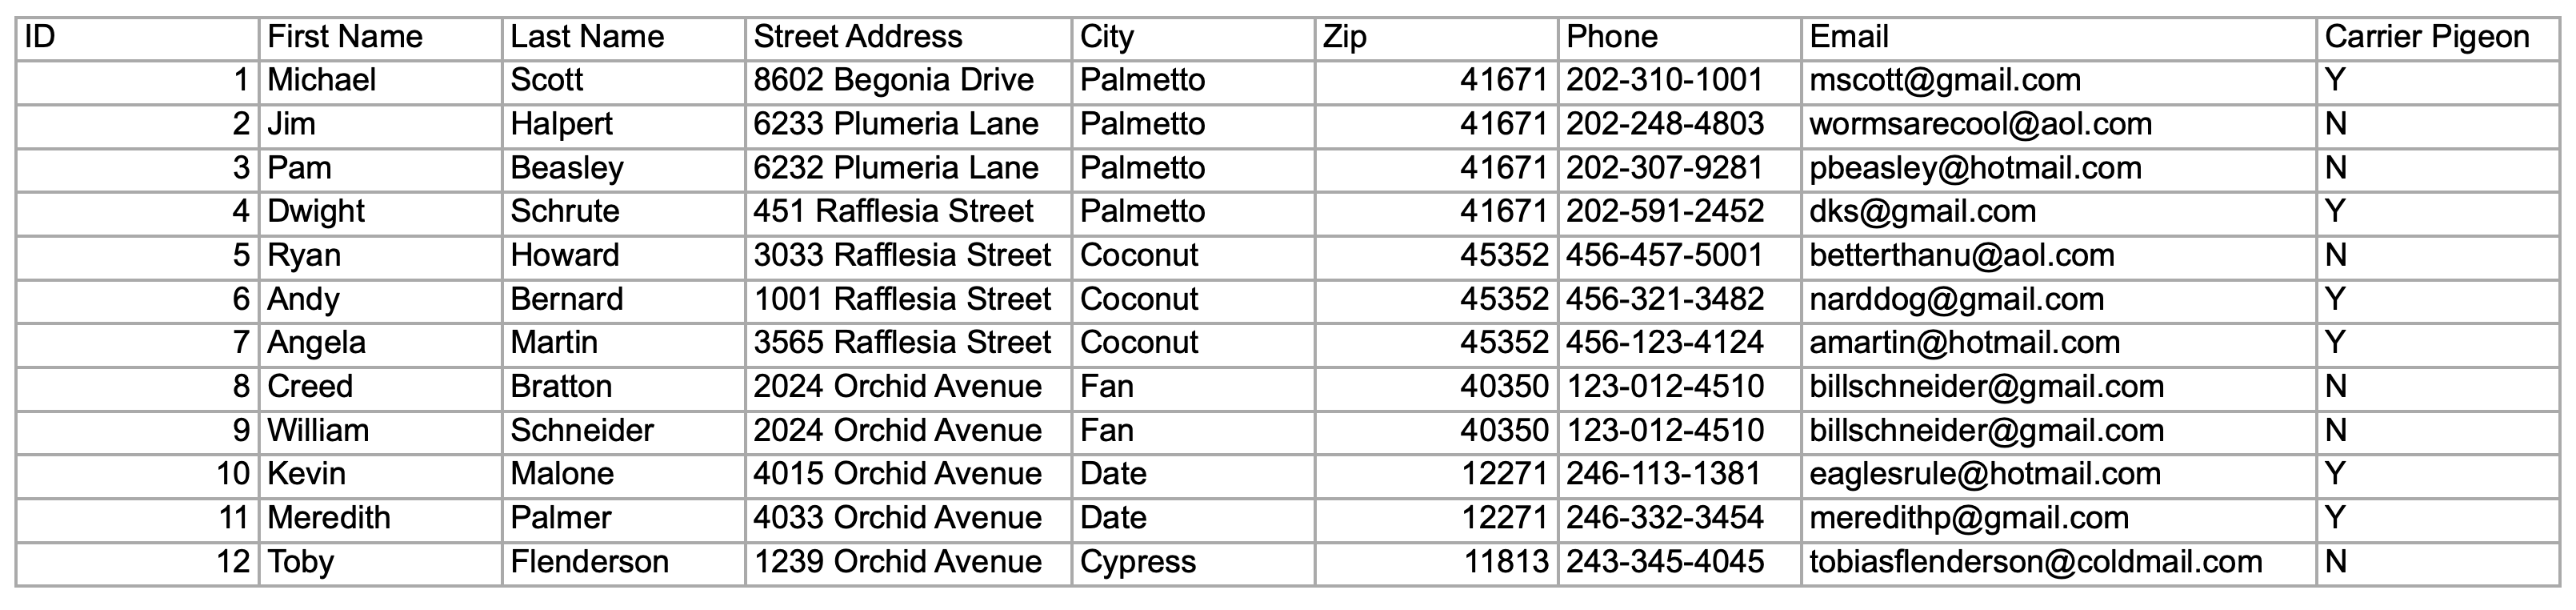 ID First Name Last Name Street Address City Zip Phone Email Carrier Pigeon
1 Michael Scott 8602 Begonia Drive Palmetto 41671 202-310-1001 mscott@gmail.com Y
2 Jim Halpert 6233 Plumeria Lane Palmetto 41671 202-248-4803 wormsarecool@aol.com N
3 Pam Beasley 6232 Plumeria Lane Palmetto 41671 202-307-9281 pbeasley@hotmail.com N
4 Dwight Schrute 451 Rafflesia Street Palmetto 41671 202-591-2452 dks@gmail.com Y
5 Ryan Howard 3033 Rafflesia Street Coconut 45352 456-457-5001 betterthanu@aol.com N
6 Andy Bernard 1001 Rafflesia Street Coconut 45352 456-321-3482 narddog@gmail.com Y
7 Angela Martin 3565 Rafflesia Street Coconut 45352 456-123-4124 amartin@hotmail.com Y
8 Creed Bratton 2024 Orchid Avenue Fan 40350 123-012-4510 billschneider@gmail.com N
9 William Schneider 2024 Orchid Avenue Fan 40350 123-012-4510 billschneider@gmail.com N
10 Kevin Malone 4015 Orchid Avenue Date 12271 246-113-1381 eaglesrule@hotmail.com Y
11 Meredith Palmer 4033 Orchid Avenue Date 12271 246-332-3454 meredithp@gmail.com Y
12 Toby Flenderson 1239 Orchid Avenue Cypress 11813 243-345-4045 tobiasflenderson@coldmail.com N